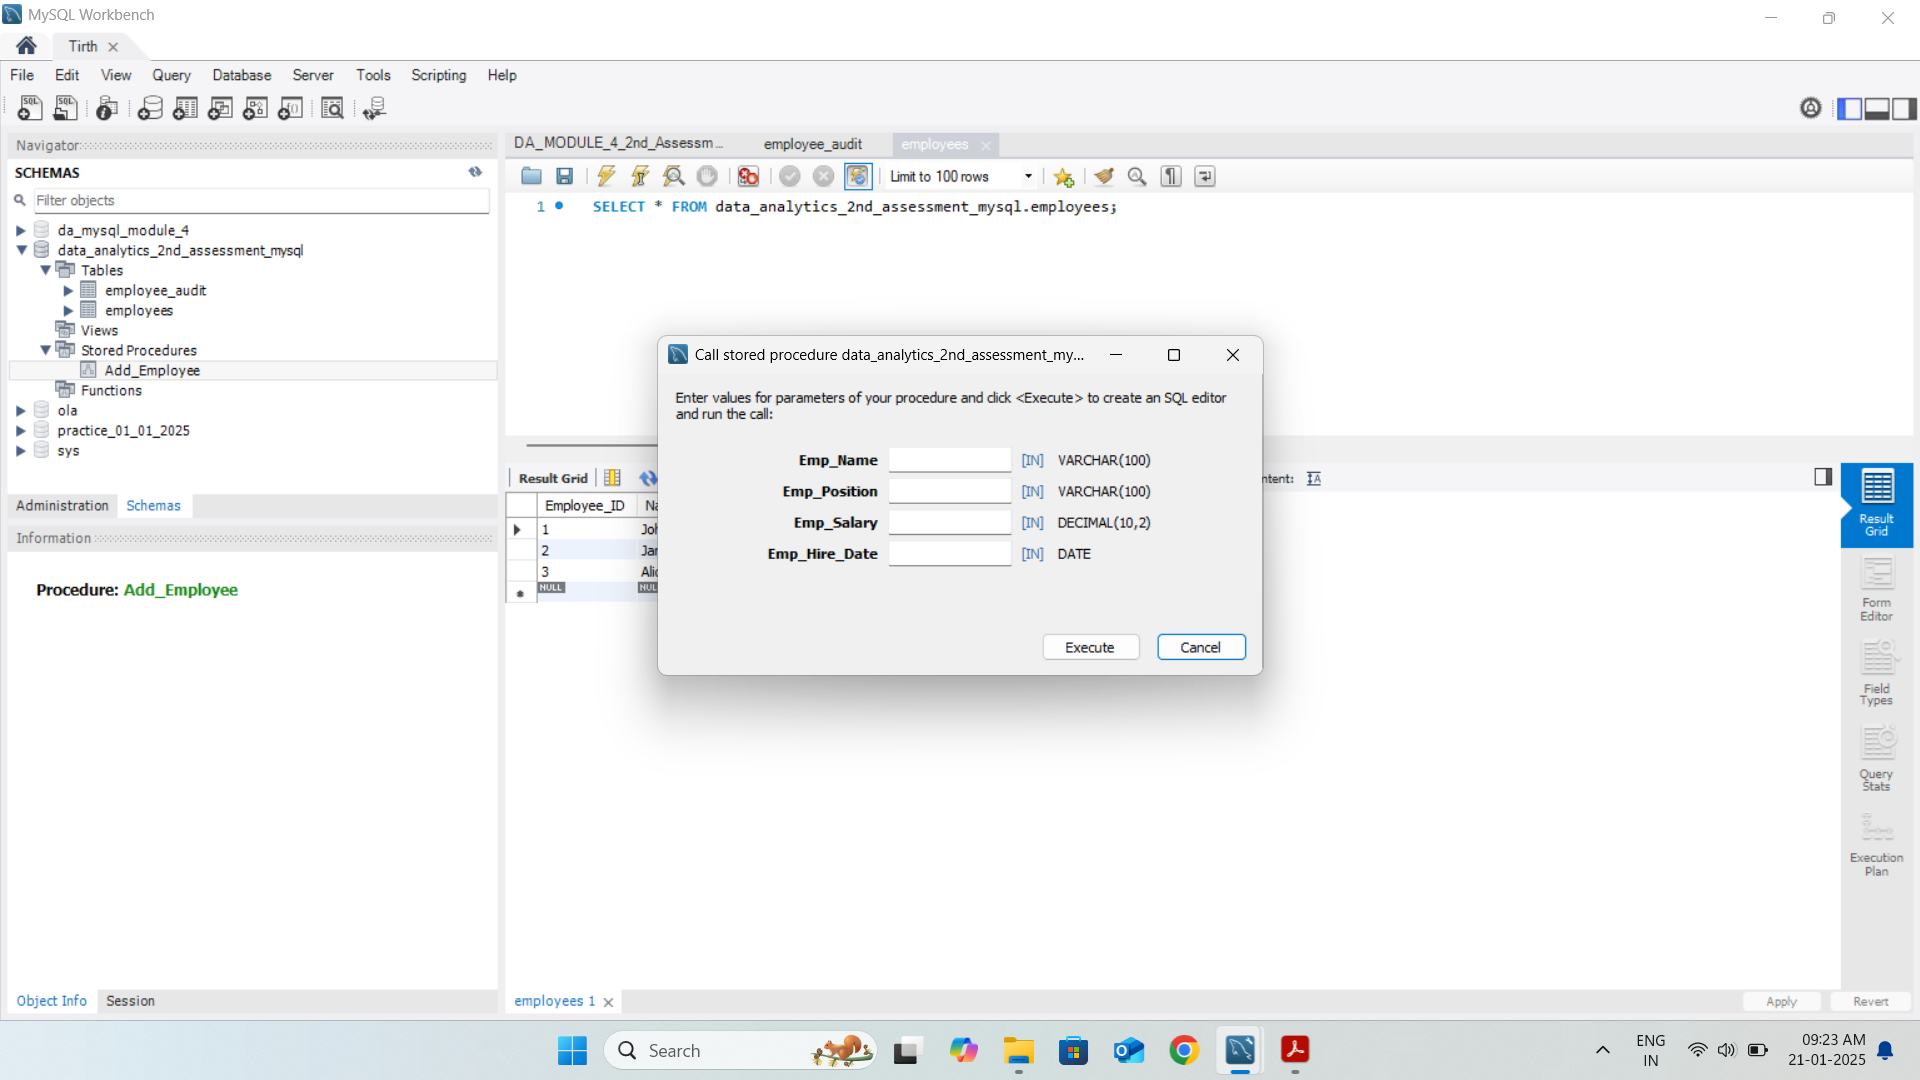 MySQL Workbench
Tirth
File Edit View Query Database Server Tools Scripting Help
Navigator
SCHEMAS
Filter objects
da_mysql_module_4
data_analytics_2nd_assessment_mysql
Tables
employee_audit
employees
Views
Stored Procedures
Add_Employee
Functions
ola
practice_01_01_2025
sys
Administration Schemas
Information
Procedure: Add_Employee
Object Info Session
DA_MODULE_4_2nd_Assessm... employee_audit employees
Limit to 100 rows
1 SELECT * FROM data_analytics_2nd_assessment_mysql.employees;
Call stored procedure data_analytics_2nd_assessment_my...
Enter values for parameters of your procedure and click <Execute> to create an SQL editor
and run the call:
Emp_Name [IN] VARCHAR(100)
Emp_Position [IN] VARCHAR(100)
Emp_Salary [IN] DECIMAL(10,2)
Emp_Hire_Date [IN] DATE
Execute Cancel
Result Grid
ntent:
Employee_ID Na
1 Joh
2 Jan
3 Alic
NULL NUL
Result
Grid
Form
Editor
Field
Types
Query
Stats
Execution
Plan
employees 1
Apply Revert
Search
ENG
IN
09:23 AM
21-01-2025